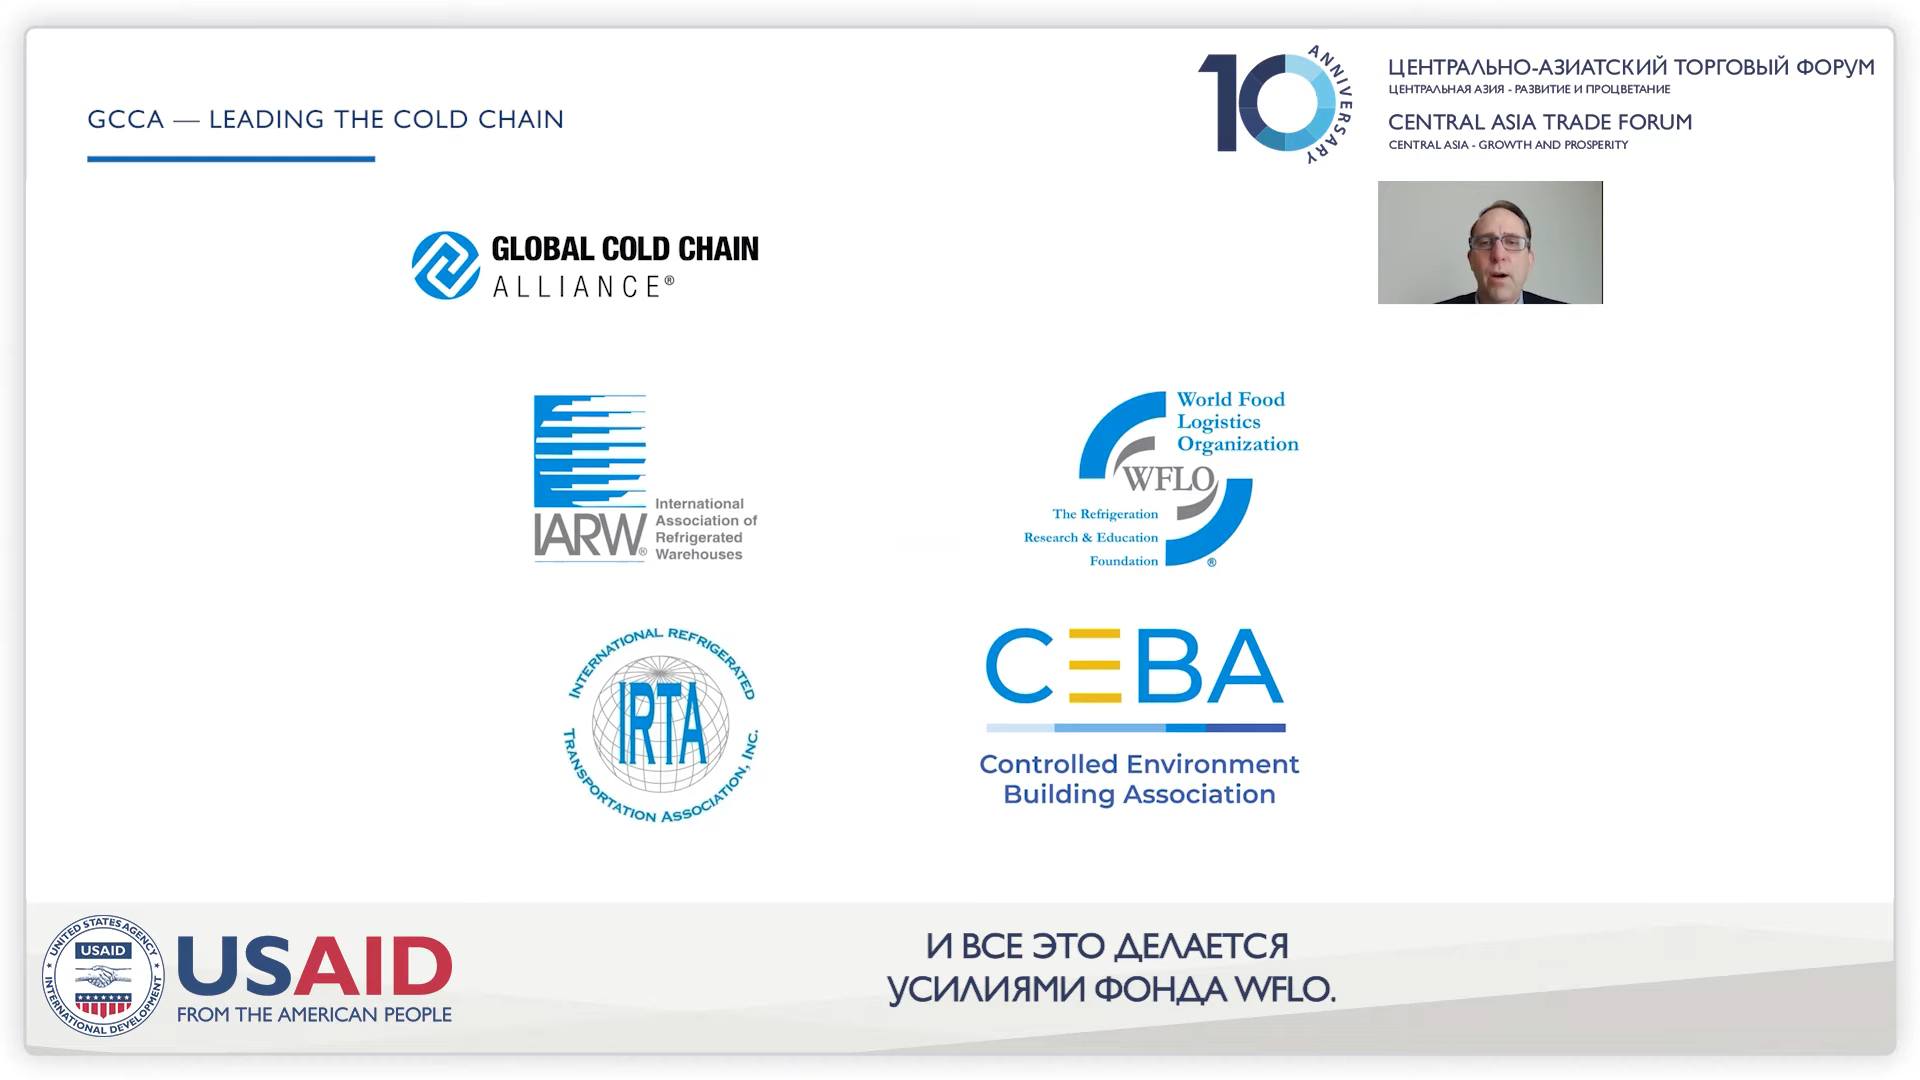 GCCA — LEADING THE COLD CHAIN
10 ANNIVERSARY
ЦЕНТРАЛЬНО-АЗИАТСКИЙ ТОРГОВЫЙ ФОРУМ
ЦЕНТРАЛЬНАЯ АЗИЯ - РАЗВИТИЕ И ПРОЦВЕТАНИЕ
CENTRAL ASIA TRADE FORUM
CENTRAL ASIA - GROWTH AND PROSPERITY
GLOBAL COLD CHAIN
ALLIANCE®
IARW®
International
Association of
Refrigerated
Warehouses
World Food
Logistics
Organization
WFLO
The Refrigeration
Research & Education
Foundation
®
INTERNATIONAL REFRIGERATED
IRTA
TRANSPORTATION ASSOCIATION, INC.
CEBA
Controlled Environment
Building Association
UNITED STATES AGENCY
USAID
INTERNATIONAL DEVELOPMENT
USAID
FROM THE AMERICAN PEOPLE
И ВСЕ ЭТО ДЕЛАЕТСЯ
УСИЛИЯМИ ФОНДА WFLO.